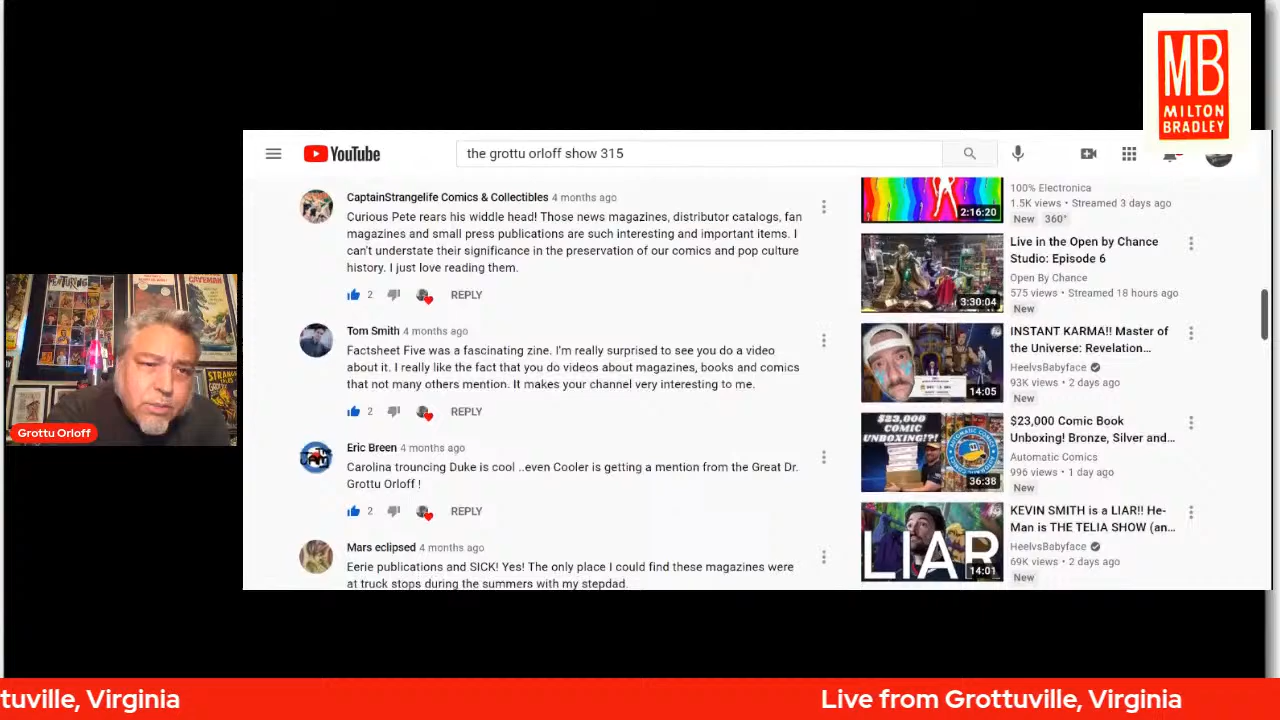 MB
MILTON
BRADLEY
YouTube
the grottu orloff show 315
CaptainStrangelife Comics & Collectibles 4 months ago
Curious Pete rears his widdle head! Those news magazines, distributor catalogs, fan
magazines and small press publications are such interesting and important items. I
can't understate their significance in the preservation of our comics and pop culture
history. I just love reading them.
2
REPLY
Tom Smith 4 months ago
Factsheet Five was a fascinating zine. I'm really surprised to see you do a video
about it. I really like the fact that you do videos about magazines, books and comics
that not many others mention. It makes your channel very interesting to me.
2
REPLY
Eric Breen 4 months ago
Carolina trouncing Duke is cool ..even Cooler is getting a mention from the Great Dr.
Grottu Orloff !
2
REPLY
Mars eclipsed 4 months ago
Eerie publications and SICK! Yes! The only place I could find these magazines were
at truck stops during the summers with my stepdad.
2:16:20
100% Electronica
1.5K views • Streamed 3 days ago
New 360°
3:30:04
Live in the Open by Chance
Studio: Episode 6
Open By Chance
575 views • Streamed 18 hours ago
New
14:05
INSTANT KARMA!! Master of
the Universe: Revelation...
HeelvsBabyface
93K views • 2 days ago
New
$23,000
COMIC
UNBOXING!?!
AUTOMATIC COMICS
36:38
$23,000 Comic Book
Unboxing! Bronze, Silver and...
Automatic Comics
996 views • 1 day ago
New
LIAR
14:01
KEVIN SMITH is a LIAR!! He-
Man is THE TELIA SHOW (an...
HeelvsBabyface
69K views • 2 days ago
New
FEATURING
CAVEMAN
STRANGE
TALES
Grottu Orloff
tuville, Virginia
Live from Grottuville, Virginia